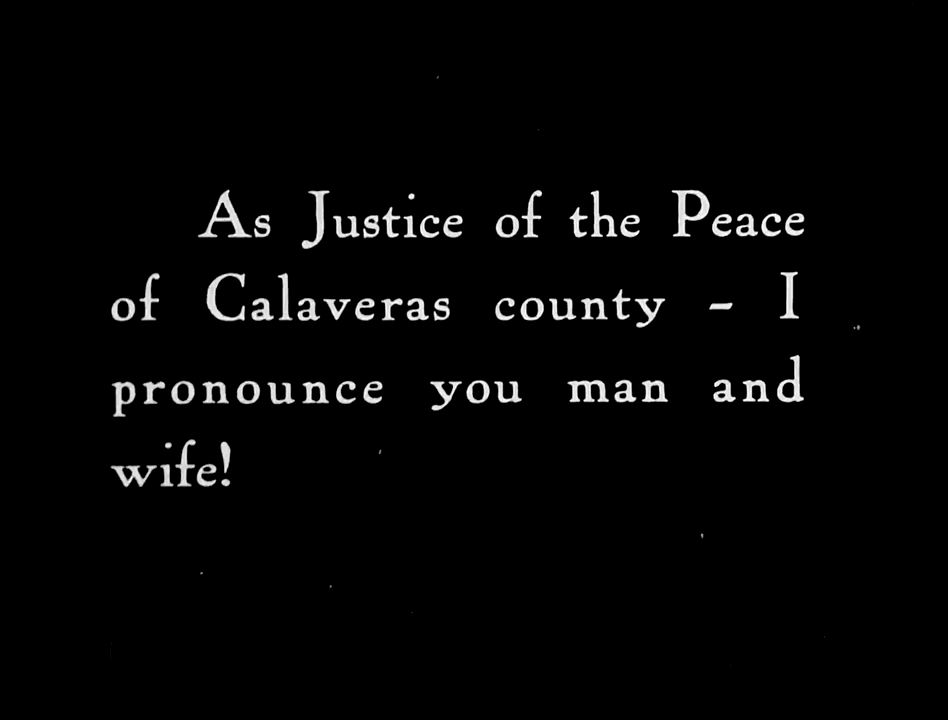 As Justice of the Peace
of Calaveras county - I
pronounce you man and
wife!